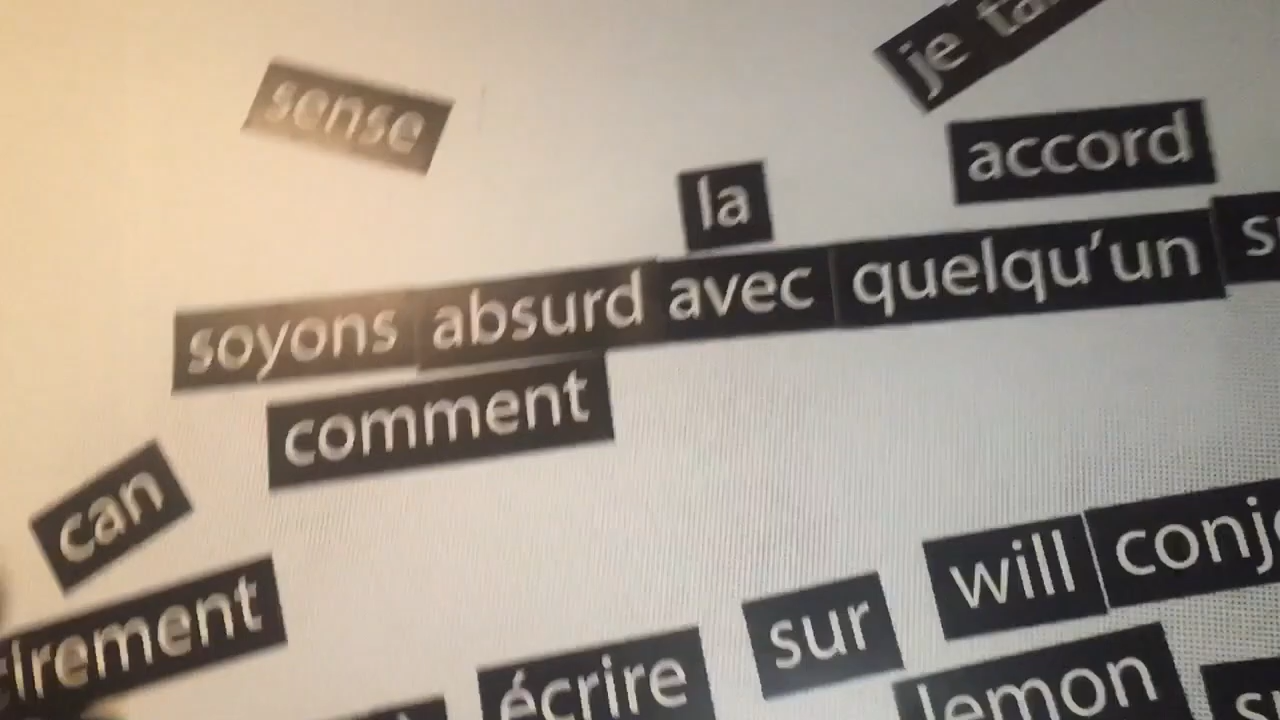 sense
je
accord
la
soyons absurd avec quelqu'un
comment
can
will
sur
écrire
lemon